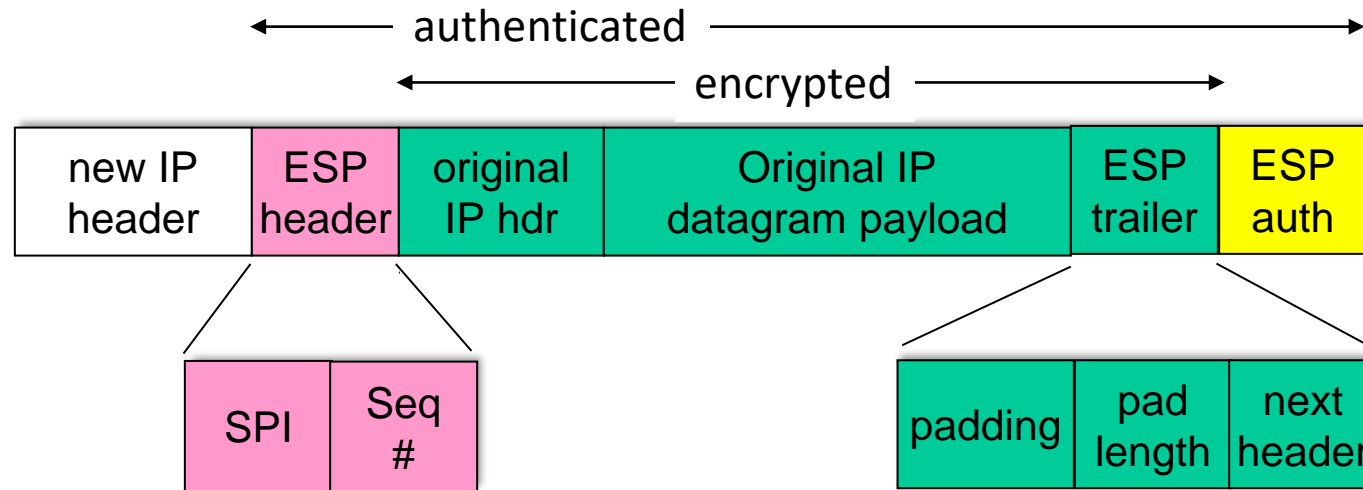 authenticated
encrypted
new IP
header
ESP
header
original
IP hdr
Original IP
datagram payload
ESP
trailer
ESP
auth
SPI
Seq
#
padding
pad
length
next
header